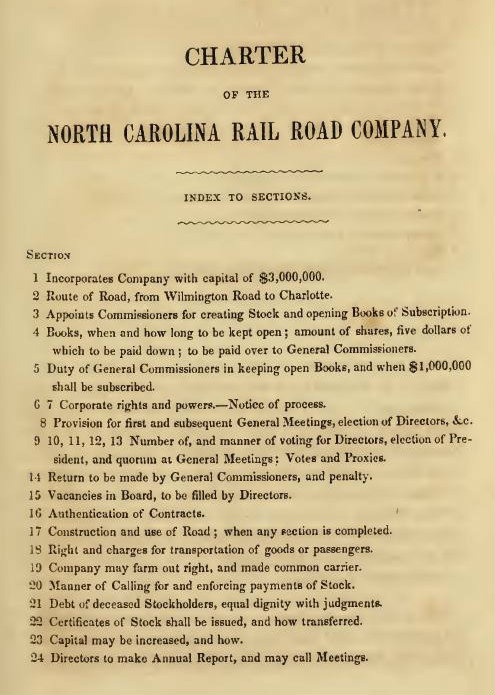 CHARTER
OF THE
NORTH CAROLINA RAIL ROAD COMPANY.
INDEX TO SECTIONS.
SECTION
1 Incorporates Company with capital of $3,000,000.
2 Route of Road, from Wilmington Road to Charlotte.
3 Appoints Commissioners for creating Stock and opening Books of Subscription.
4 Books, when and how long to be kept open; amount of shares, five dollars of
which to be paid down; to be paid over to General Commissioners.
5 Duty of General Commissioners in keeping open Books, and when $1,000,000
shall be subscribed.
6 7 Corporate rights and powers.—Notice of process.
8 Provision for first and subsequent General Meetings, election of Directors, &c.
9 10, 11, 12, 13 Number of, and manner of voting for Directors, election of Pre-
sident, and quorum at General Meetings; Votes and Proxies.
14 Return to be made by General Commissioners, and penalty.
15 Vacancies in Board, to be filled by Directors.
16 Authentication of Contracts.
17 Construction and use of Road; when any section is completed.
18 Right and charges for transportation of goods or passengers.
19 Company may farm out right, and made common carrier.
20 Manner of Calling for and enforcing payments of Stock.
21 Debt of deceased Stockholders, equal dignity with judgments.
22 Certificates of Stock shall be issued, and how transferred.
23 Capital may be increased, and how.
24 Directors to make Annual Report, and may call Meetings.